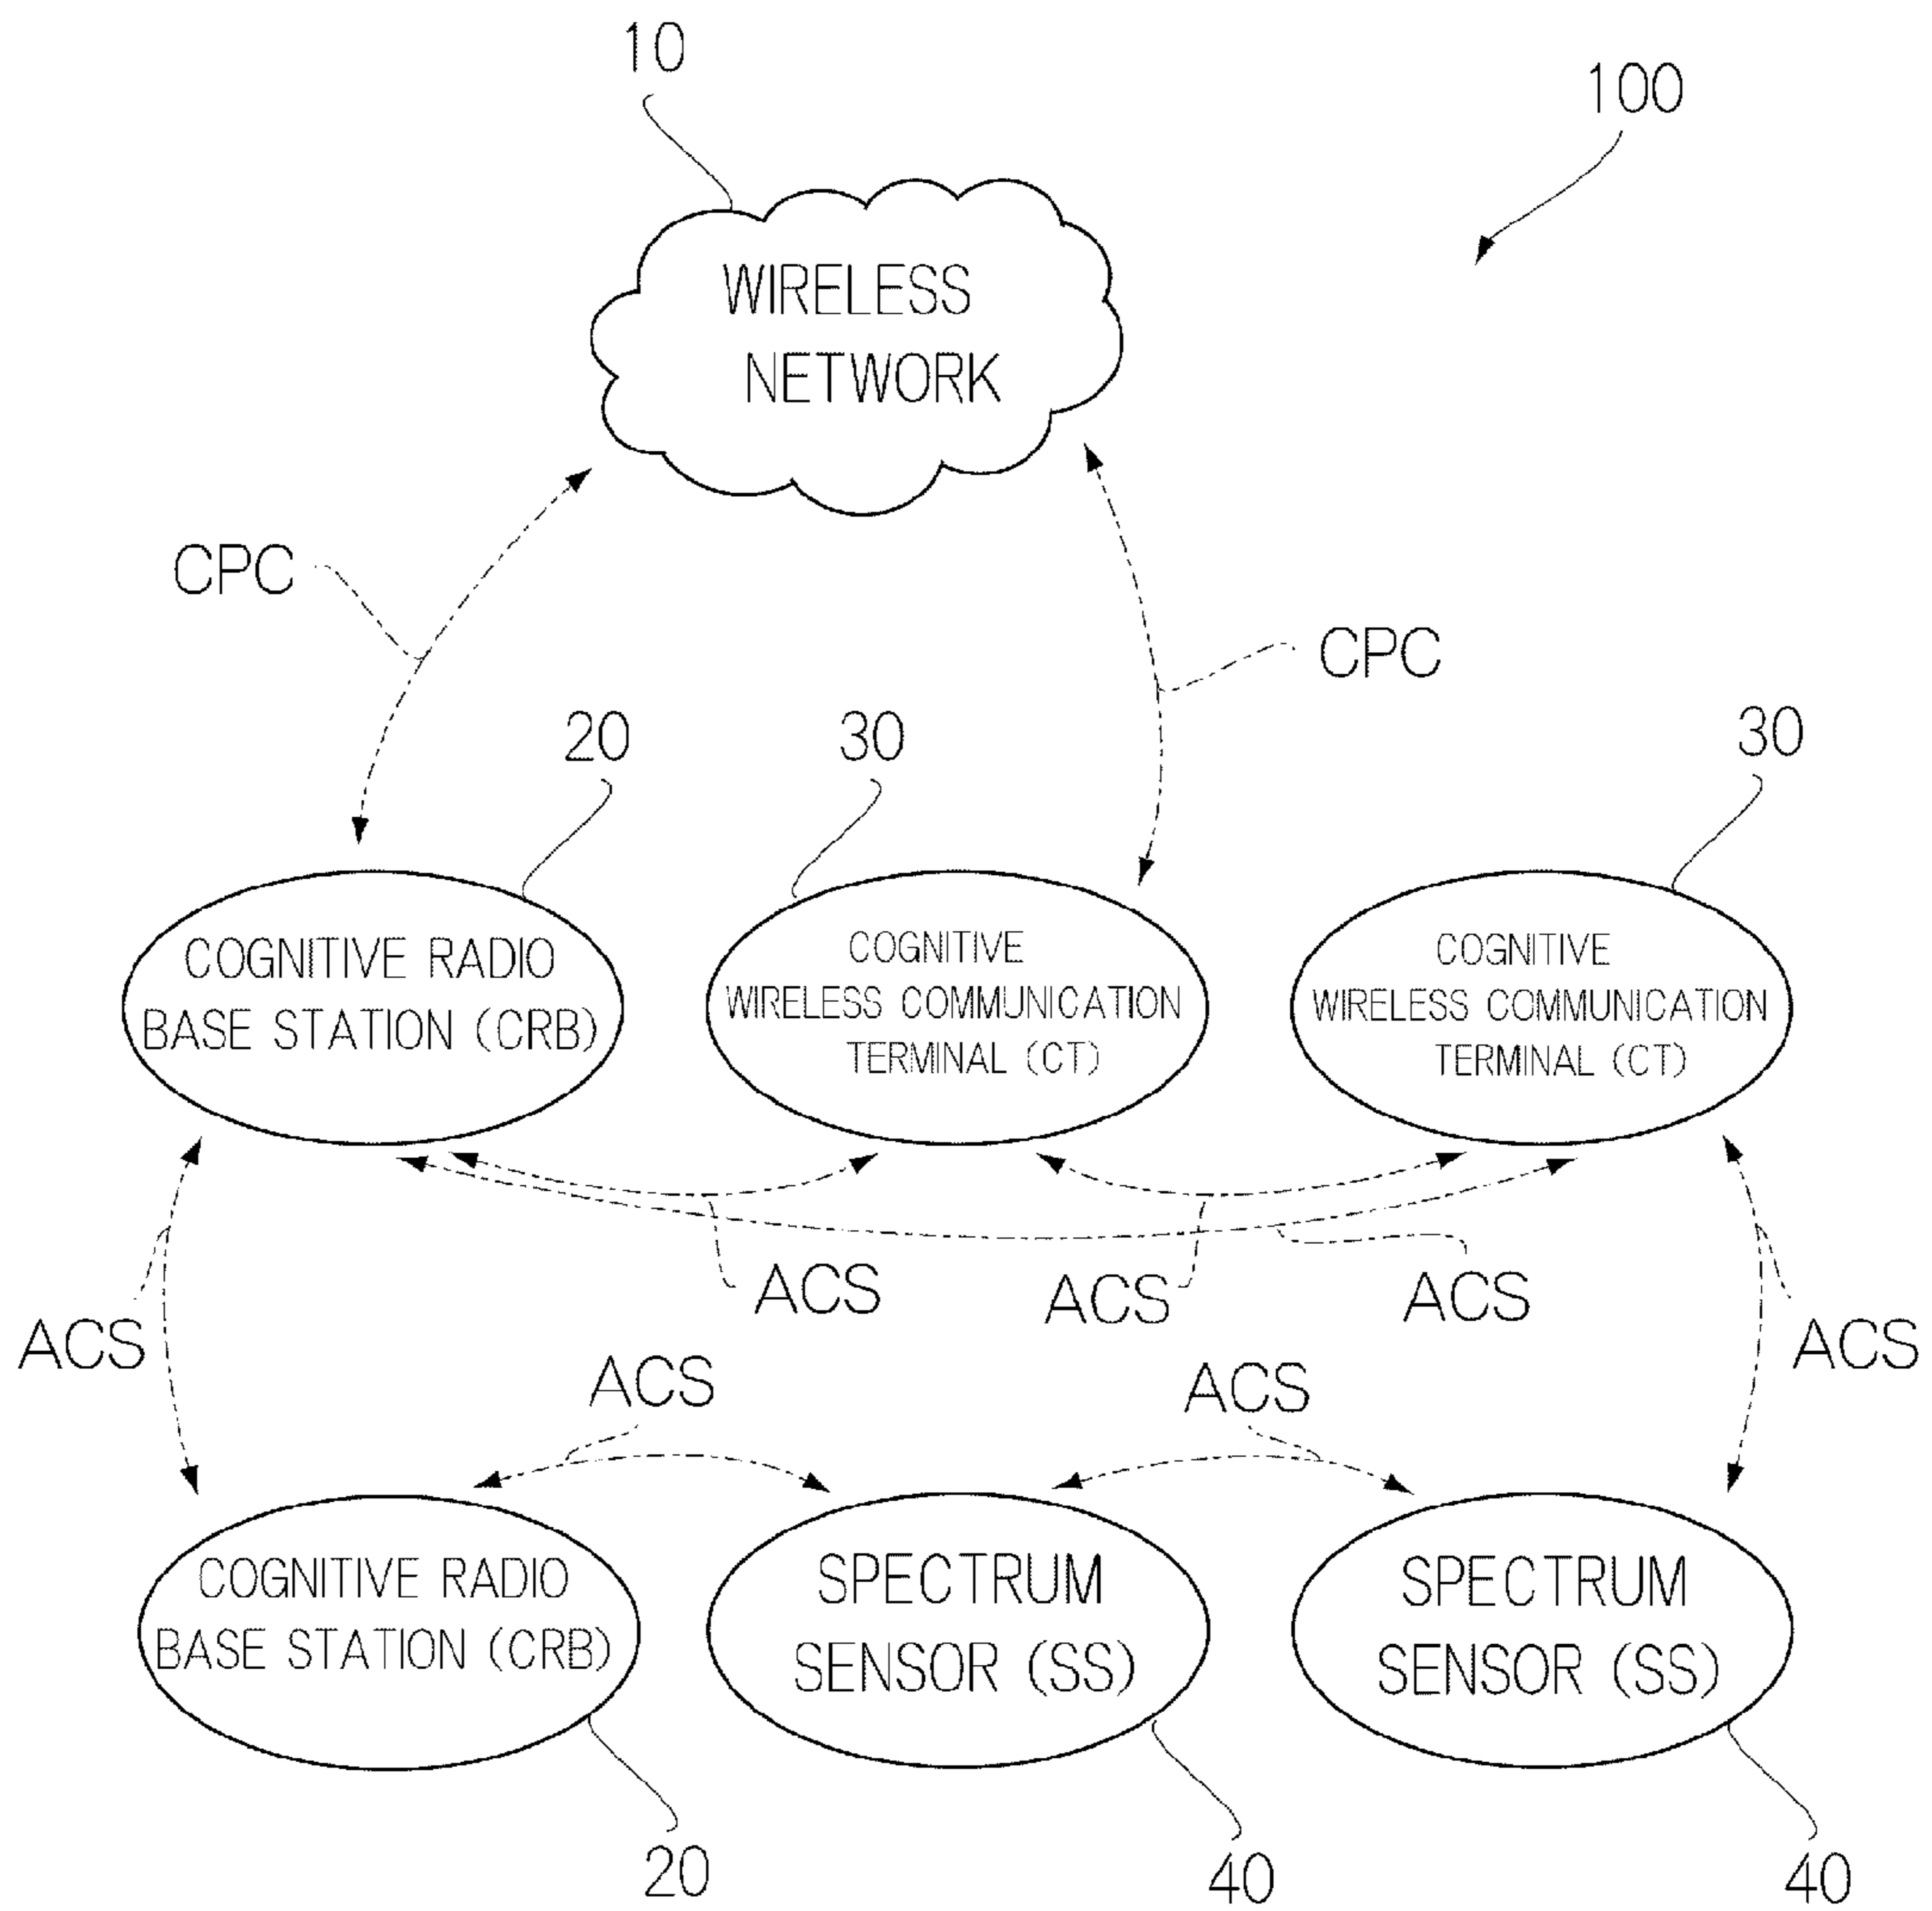 10
100
WIRELESS
NETWORK
CPC
CPC
20
30
30
COGNITIVE RADIO
BASE STATION (CRB)
COGNITIVE
WIRELESS COMMUNICATION
TERMINAL (CT)
COGNITIVE
WIRELESS COMMUNICATION
TERMINAL (CT)
ACS
ACS
ACS
ACS
ACS
ACS
ACS
COGNITIVE RADIO
BASE STATION (CRB)
SPECTRUM
SENSOR (SS)
SPECTRUM
SENSOR (SS)
20
40
40